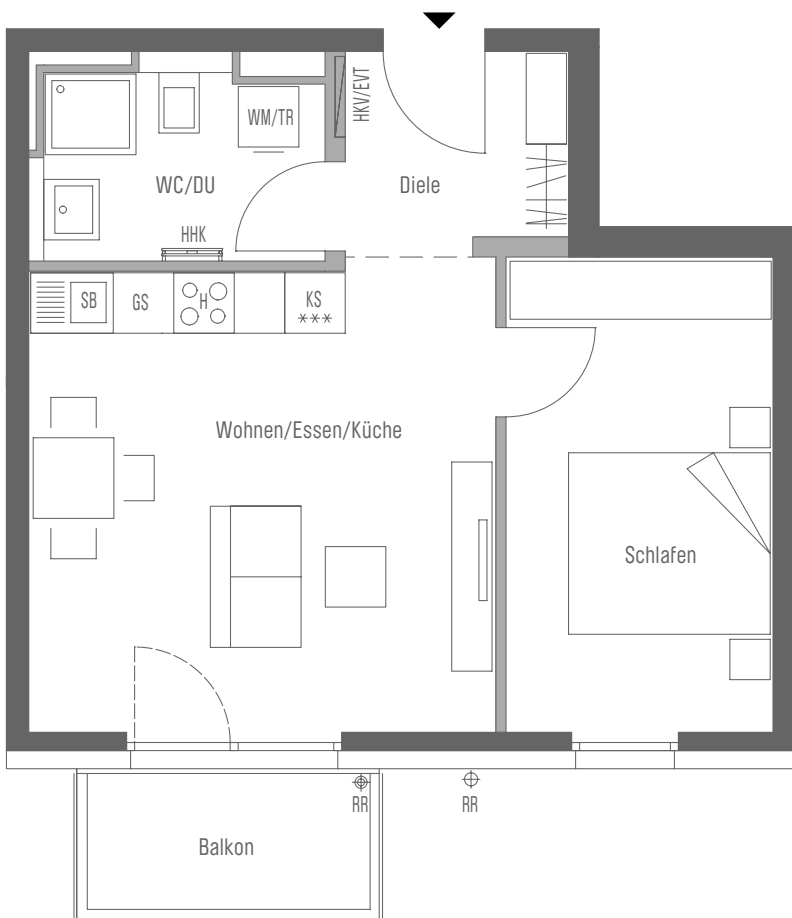 HKV/EVT
WM/TR
WC/DU
Diele
HHK
SB
GS
H
KS
***
Wohnen/Essen/Küche
Schlafen
RR
RR
Balkon